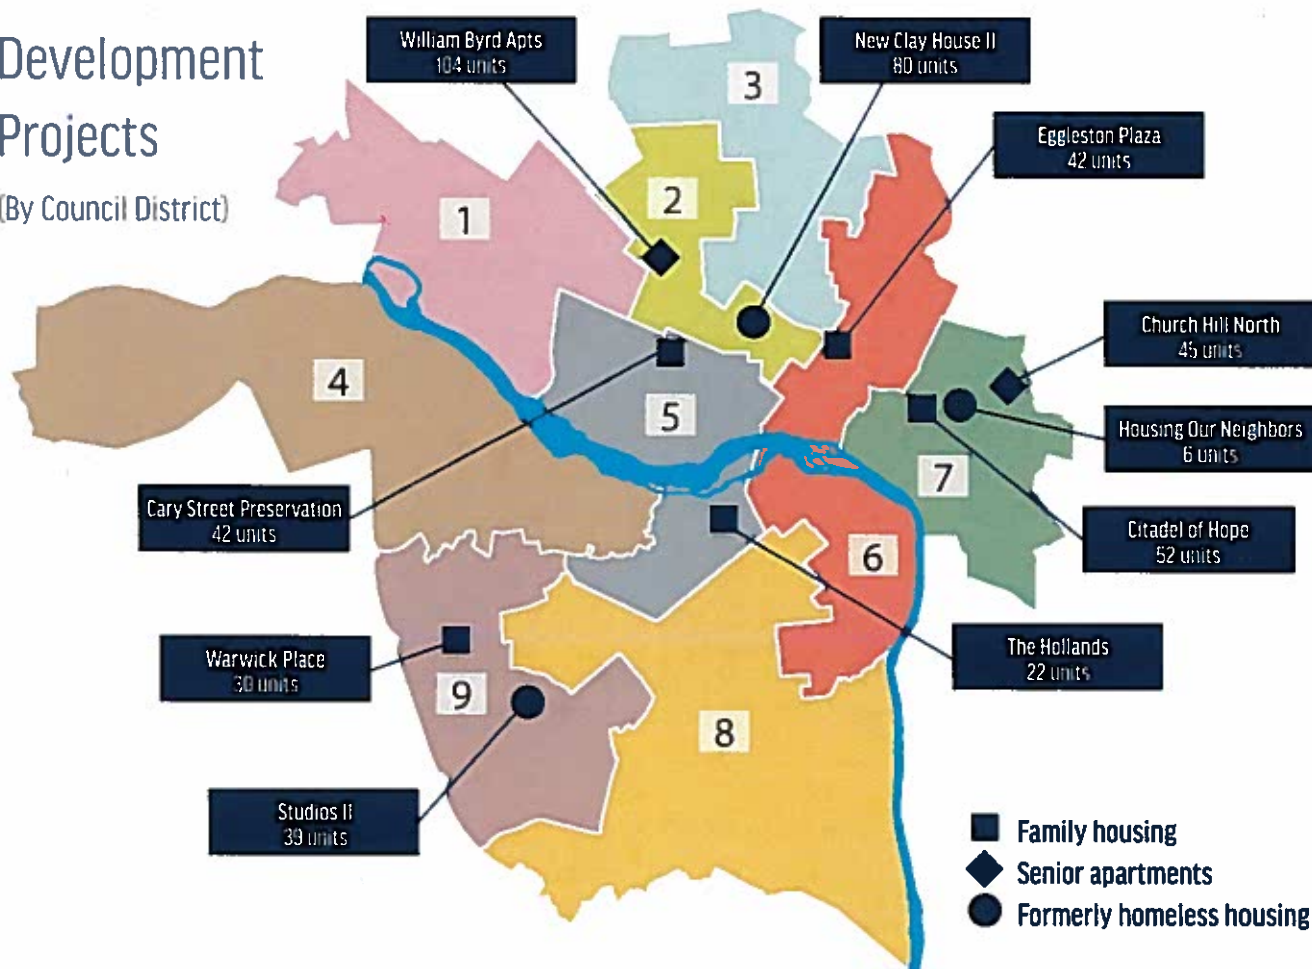 Development
Projects
(By Council District)
William Byrd Apts
104 units
New Clay House II
80 units
Eggleston Plaza
42 units
Church Hill North
45 units
Housing Our Neighbors
6 units
Citadel of Hope
52 units
The Hollands
22 units
Cary Street Preservation
42 units
Warwick Place
units
Studios II
39 units
1
2
3
4
5
6
7
8
9
Family housing
Senior apartments
Formerly homeless housing